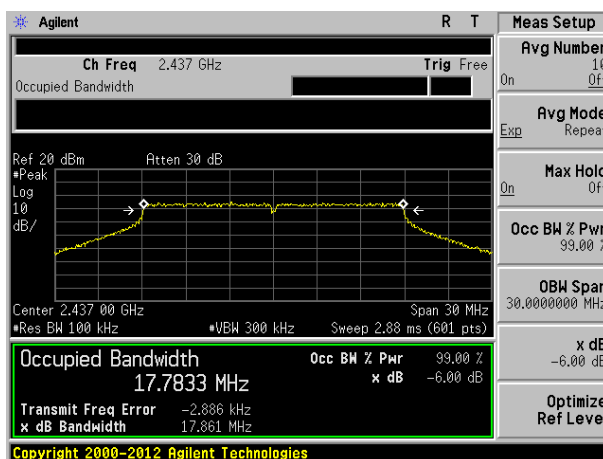 Agilent R T Meas Setup
Ch Freq 2.437 GHz Trig Free
Occupied Bandwidth
Avg Number
10
On Of
Avg Mode
Exp Repea
Max Hold
On Of
Occ BW % Pwr
99.00 %
OBW Span
30.0000000 MHz
x dB
-6.00 dB
Optimize
Ref Level
Ref 20 dBm Atten 30 dB
#Peak
Log
10
dB/
Center 2.437 00 GHz Span 30 MHz
#Res BW 100 kHz #VBW 300 kHz Sweep 2.88 ms (601 pts)
Occupied Bandwidth Occ BW % Pwr 99.00 %
17.7833 MHz x dB -6.00 dB
Transmit Freq Error -2.886 kHz
x dB Bandwidth 17.861 MHz
Copyright 2000-2012 Agilent Technologies